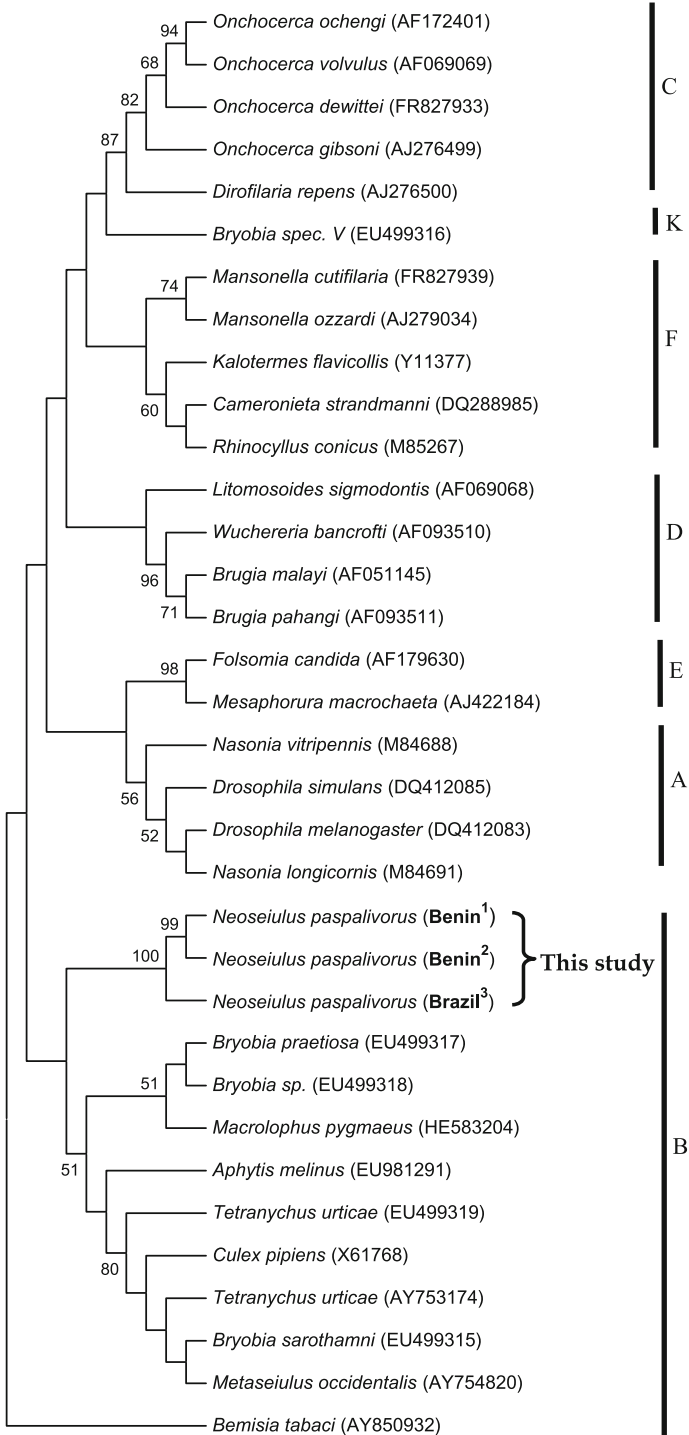 94
Onchocerca ochengi (AF172401)
68
Onchocerca volvulus (AF069069)
82
Onchocerca dewittei (FR827933)
C
87
Onchocerca gibsoni (AJ276499)
Dirofilaria repens (AJ276500)
Bryobia spec. V (EU499316)
K
Mansonella cutifilaria (FR827939)
74
Mansonella ozzardi (AJ279034)
F
Kalotermes flavicollis (Y11377)
60
Cameronieta strandmanni (DQ288985)
Rhinocyllus conicus (M85267)
Litomosoides sigmodontis (AF069068)
Wuchereria bancrofti (AF093510)
D
96
Brugia malayi (AF051145)
71
Brugia pahangi (AF093511)
98
Folsomia candida (AF179630)
E
Mesaphorura macrochaeta (AJ422184)
Nasonia vitripennis (M84688)
56
Drosophila simulans (DQ412085)
A
52
Drosophila melanogaster (DQ412083)
Nasonia longicornis (M84691)
99
Neoseiulus paspalivorus (Benin1)
100
Neoseiulus paspalivorus (Benin2)
This study
Neoseiulus paspalivorus (Brazil3)
Bryobia praetiosa (EU499317)
51
Bryobia sp. (EU499318)
Macrolophus pygmaeus (HE583204)
B
51
Aphytis melinus (EU981291)
Tetranychus urticae (EU499319)
80
Culex pipiens (X61768)
Tetranychus urticae (AY753174)
Bryobia sarothamni (EU499315)
Metaseiulus occidentalis (AY754820)
Bemisia tabaci (AY850932)